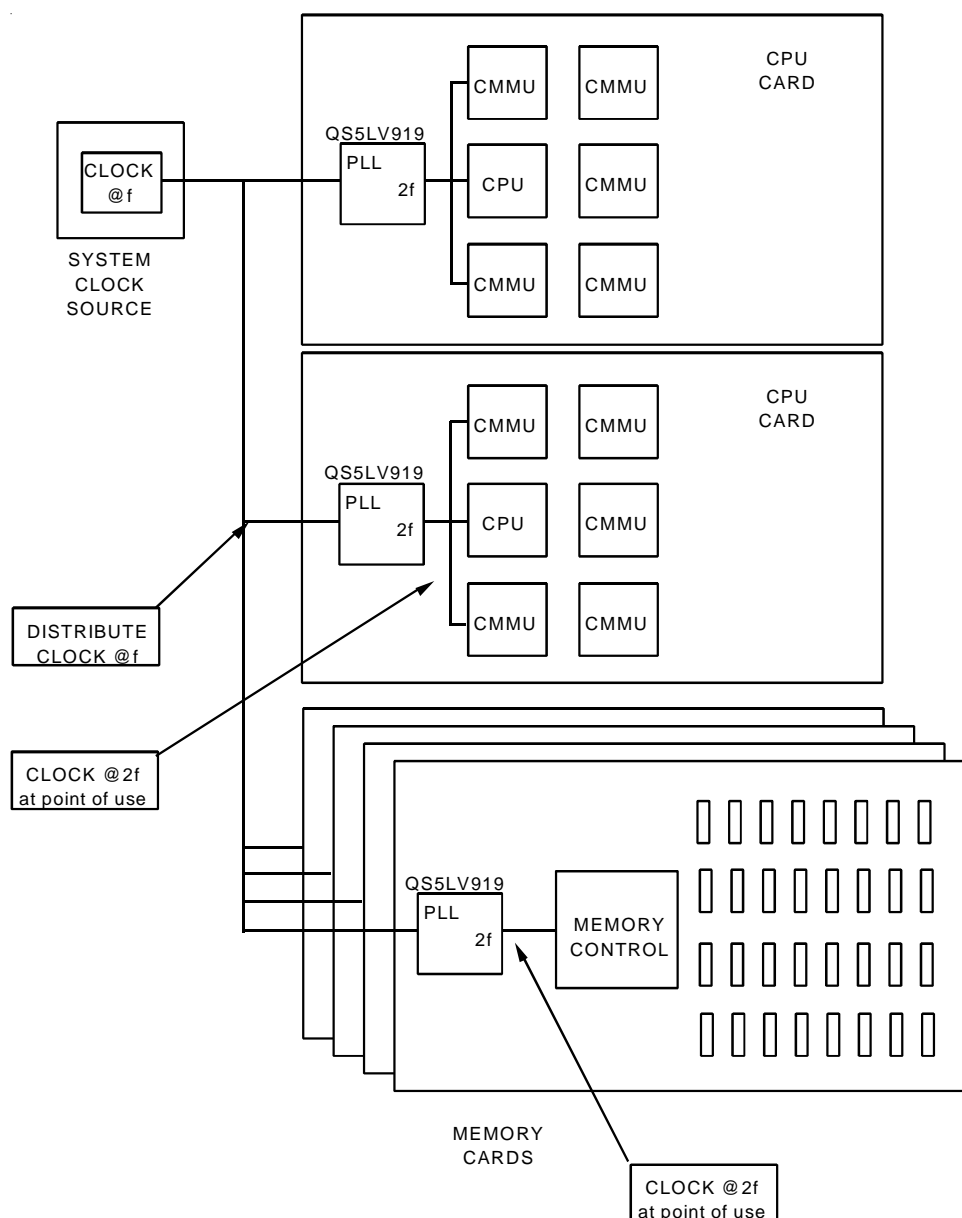 CPU
CARD
CMMU CMMU
QS5LV919
CLOCK
@f
PLL
2f
CPU CMMU
SYSTEM
CLOCK
SOURCE
CMMU CMMU
CPU
CARD
CMMU CMMU
QS5LV919
PLL
2f
CPU CMMU
DISTRIBUTE
CLOCK @f
CMMU CMMU
CLOCK @2f
at point of use
QS5LV919
PLL
2f
MEMORY
CONTROL
MEMORY
CARDS
CLOCK @2f
at point of use